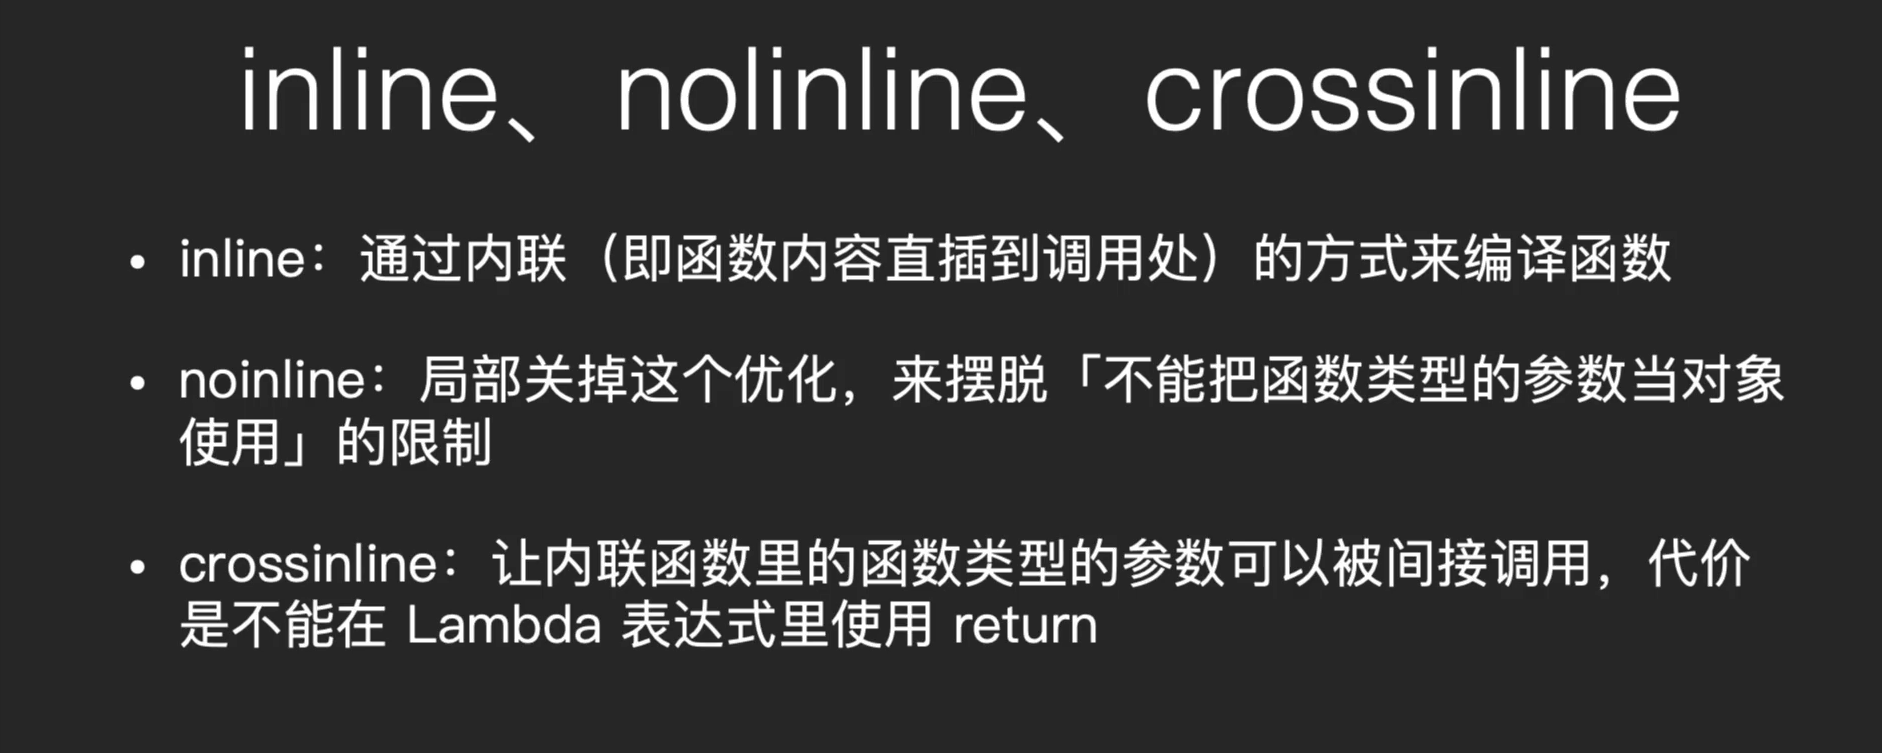 inline、nolinline、crossinline
• inline：通过内联（即函数内容直插到调用处）的方式来编译函数
• noinline：局部关掉这个优化，来摆脱「不能把函数类型的参数当对象
使用」的限制
• crossinline：让内联函数里的函数类型的参数可以被间接调用，代价
是不能在 Lambda 表达式里使用 return